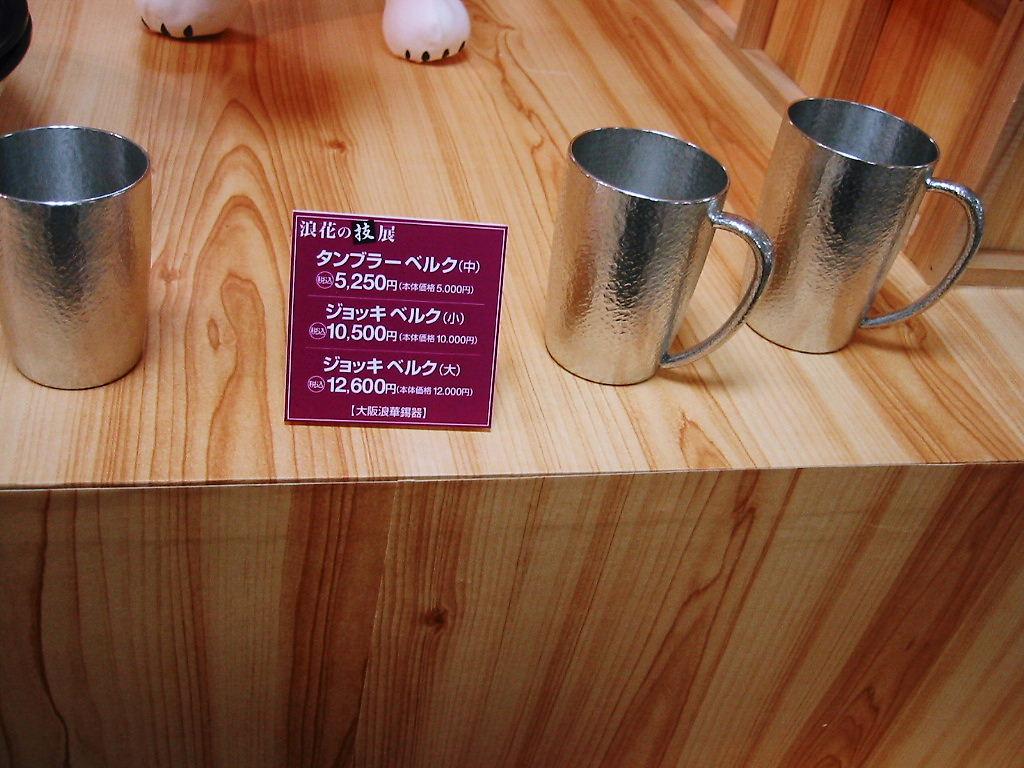 浪花の技展
タンブラー ベルク(中)
税込 5,250円(本体価格 5.000円)
ジョッキ ベルク(小)
税込 10,500円(本体価格 10.000円)
ジョッキ ベルク(大)
税込 12,600円(本体価格 12.000円)
【大阪浪華錫器】